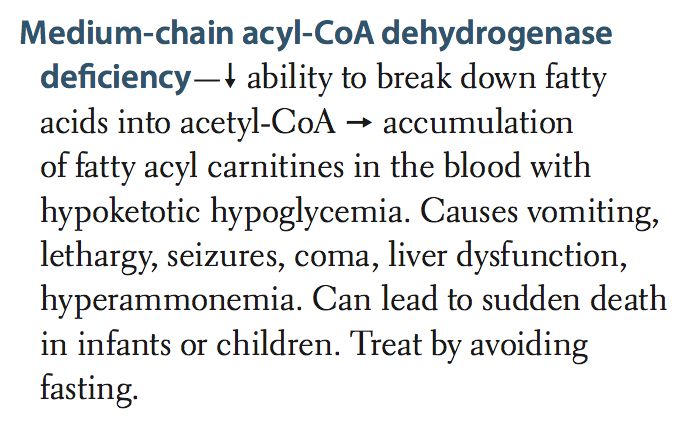 Medium-chain acyl-CoA dehydrogenase
deficiency—↓ ability to break down fatty
acids into acetyl-CoA → accumulation
of fatty acyl carnitines in the blood with
hypoketotic hypoglycemia. Causes vomiting,
lethargy, seizures, coma, liver dysfunction,
hyperammonemia. Can lead to sudden death
in infants or children. Treat by avoiding
fasting.